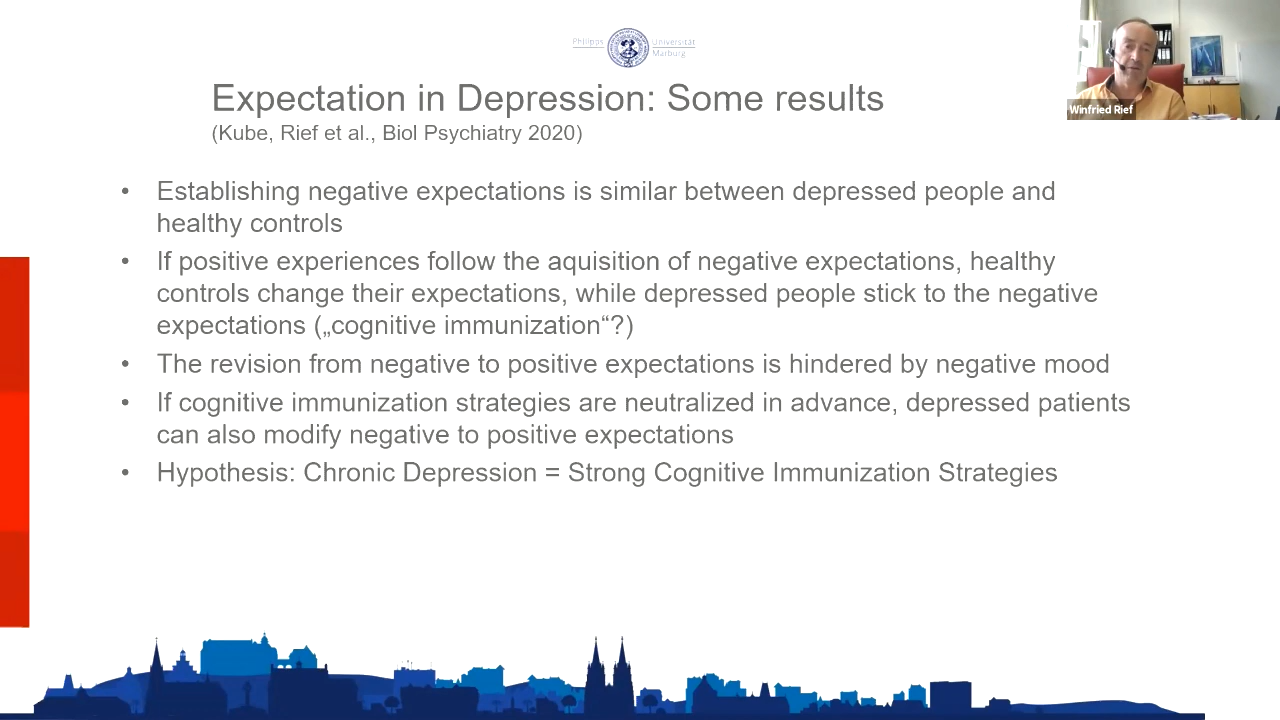 Philipps Universität
Marburg
Expectation in Depression: Some results
(Kube, Rief et al., Biol Psychiatry 2020)
Winfried Rief
• Establishing negative expectations is similar between depressed people and
healthy controls
• If positive experiences follow the aquisition of negative expectations, healthy
controls change their expectations, while depressed people stick to the negative
expectations („cognitive immunization“?)
• The revision from negative to positive expectations is hindered by negative mood
• If cognitive immunization strategies are neutralized in advance, depressed patients
can also modify negative to positive expectations
• Hypothesis: Chronic Depression = Strong Cognitive Immunization Strategies